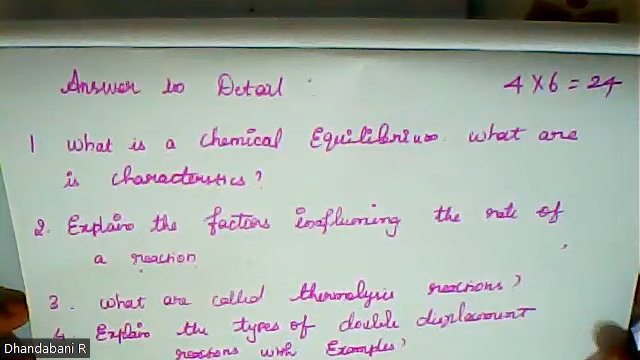 Answer in Detail :
4 X 6 = 24
1 What is a chemical Equilibrium. What are
is characteristics?
2. Explain the factors influening the rate of
a reaction
3. What are called thermolysis reactions?
4. Explain the types of double displacement
reactions with Examples?
Dhandabani R